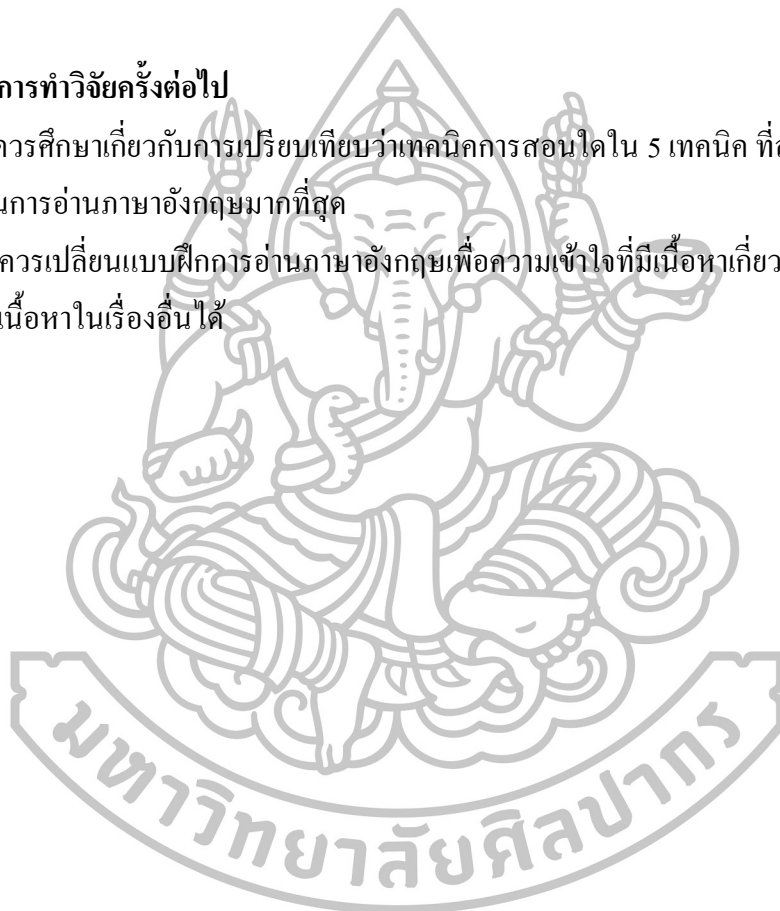 การทำวิจัยครั้งต่อไป
ควรศึกษาเกี่ยวกับการเปรียบเทียบว่าเทคนิคการสอนใดใน 5 เทคนิค ที่
นการอ่านภาษาอังกฤษมากที่สุด
ควรเปลี่ยนแบบฝึกการอ่านภาษาอังกฤษเพื่อความเข้าใจที่มีเนื้อหาเกี่ยว
นื้อหาในเรื่องอื่นได้
มหาวิทยาลัยศิลปากร